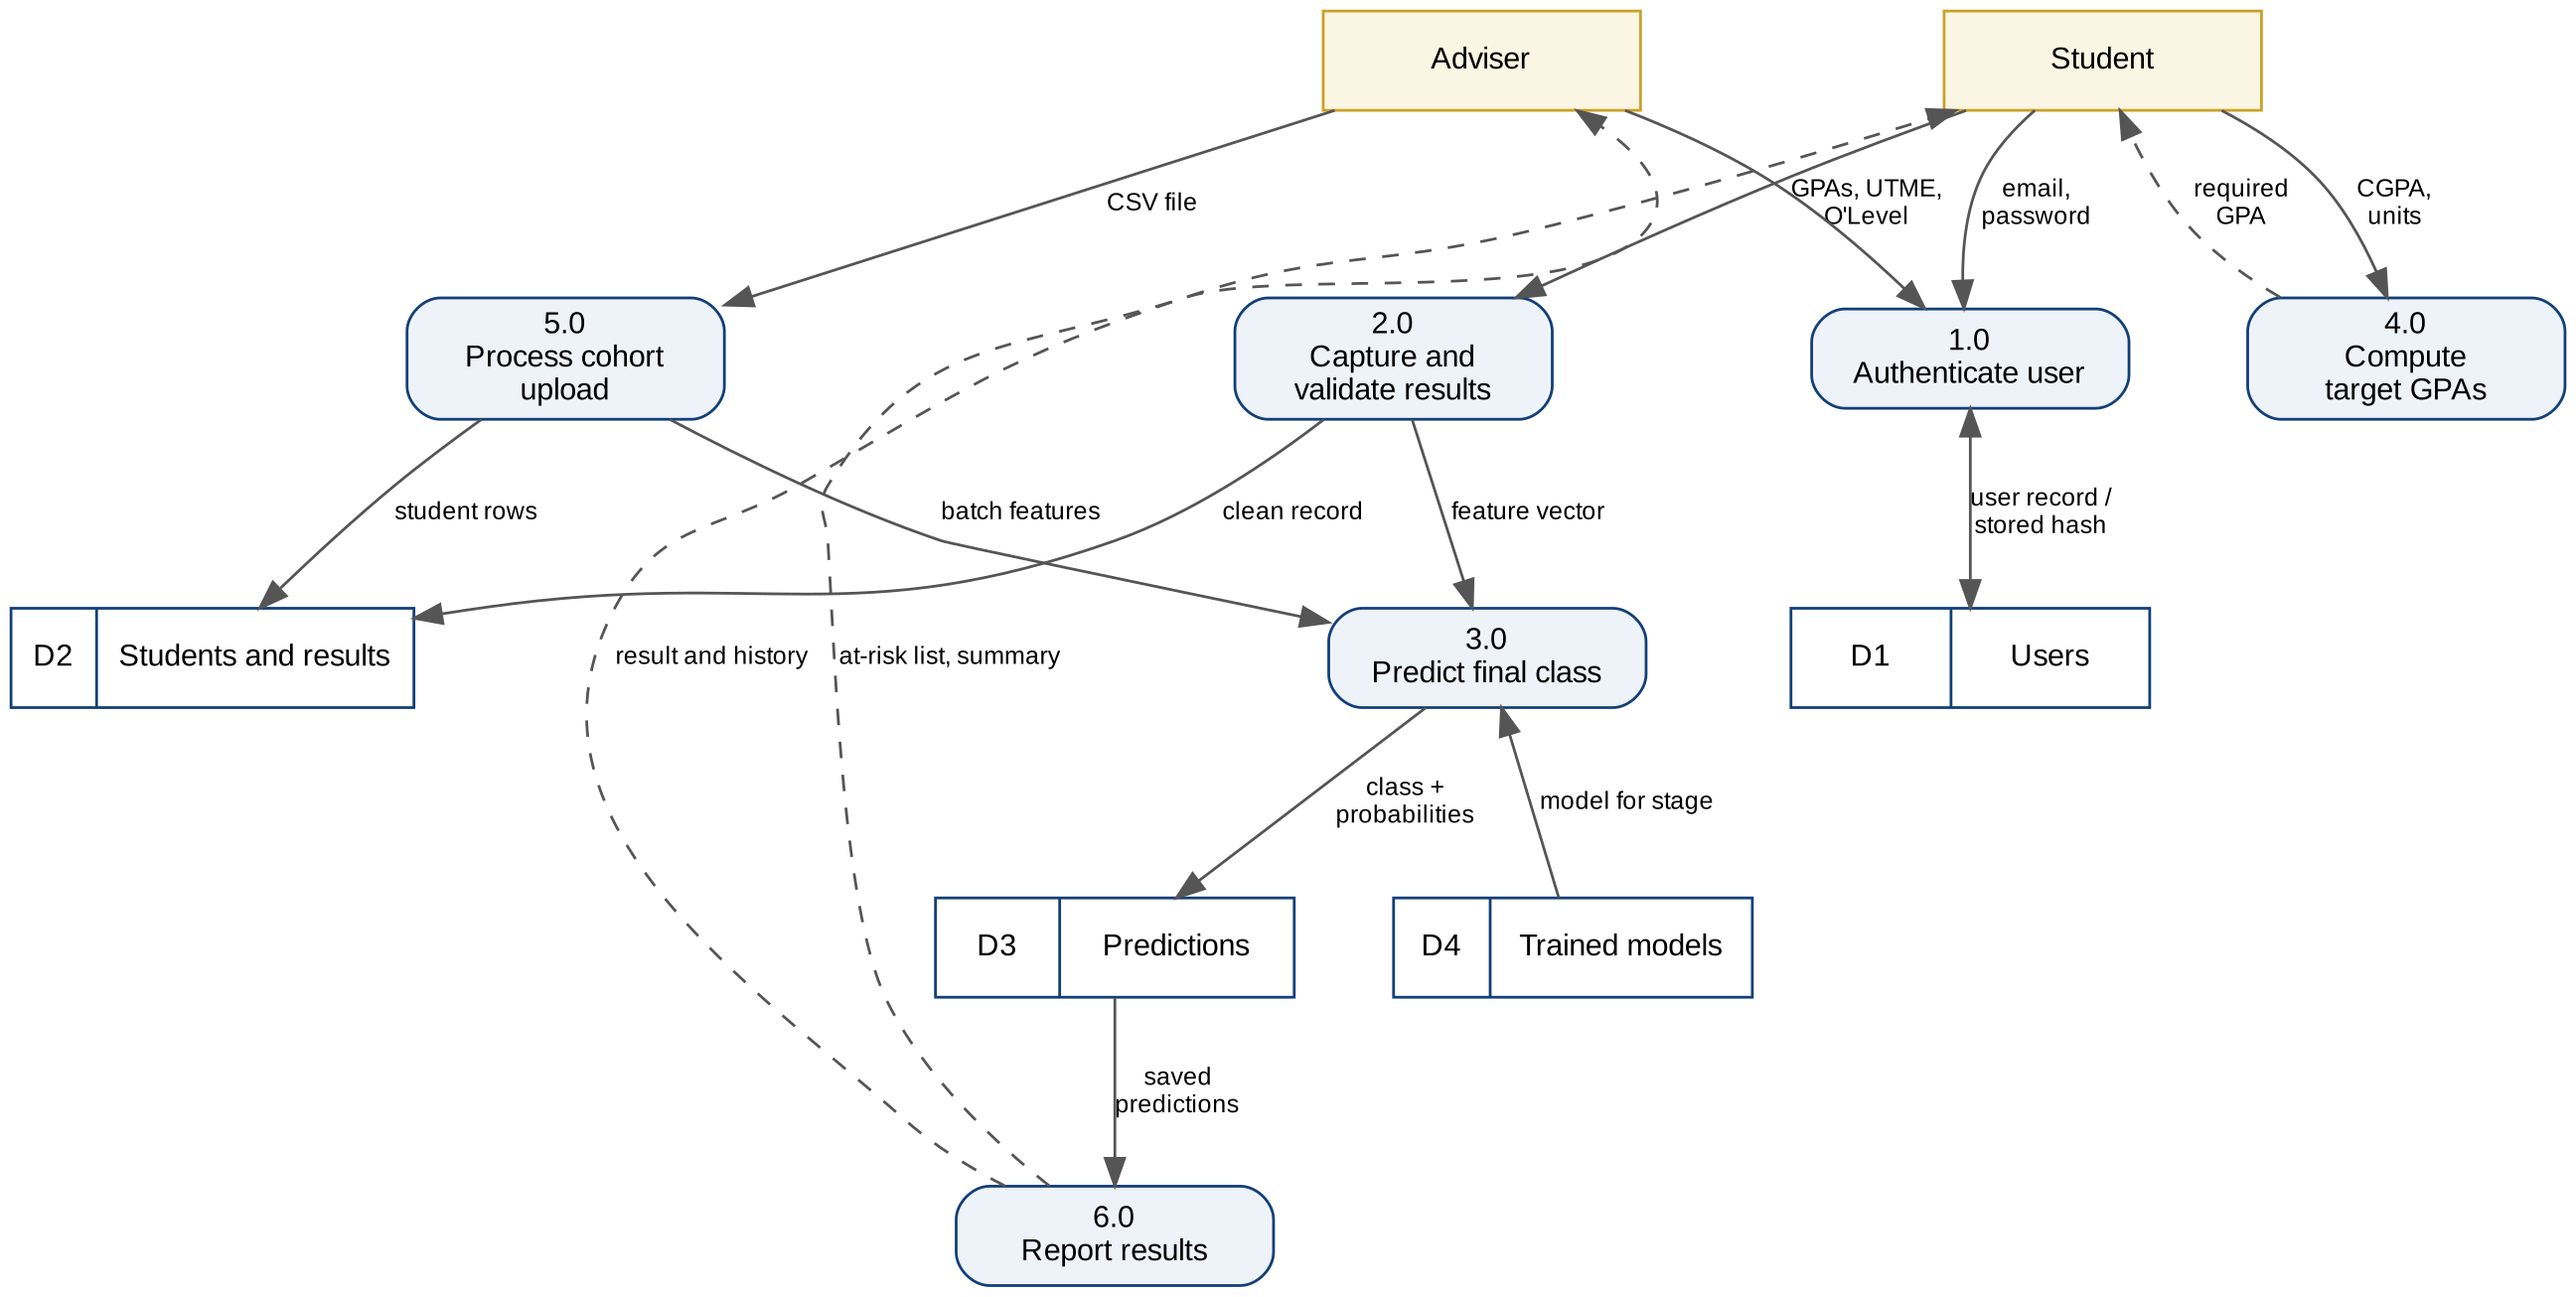 Adviser
Student
CSV file
GPAs, UTME,
O'Level
email,
password
required
GPA
CGPA,
units
5.0
Process cohort
upload
2.0
Capture and
validate results
1.0
Authenticate user
4.0
Compute
target GPAs
student rows
batch features
clean record
feature vector
user record /
stored hash
D2
Students and results
result and history
at-risk list, summary
3.0
Predict final class
D1
Users
class +
probabilities
model for stage
D3
Predictions
D4
Trained models
saved
predictions
6.0
Report results